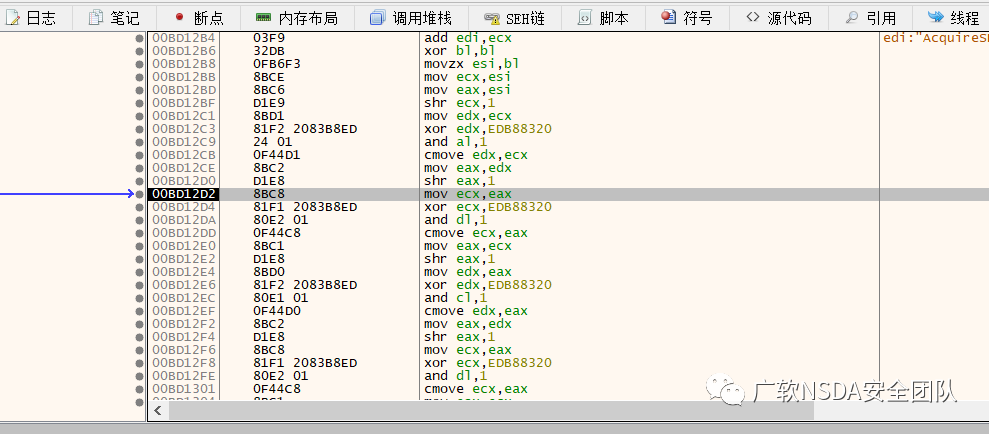 日志 笔记 断点 内存布局 调用堆栈 SEH链 脚本 符号 源代码 引用 线程
00BD12B4 03F9 add edi,ecx edi:"AcquireS
00BD12B6 32DB xor bl,bl
00BD12B8 0FB6F3 movzx esi,bl
00BD12BB 8BCE mov ecx,esi
00BD12BD 8BC6 mov eax,esi
00BD12BF D1E9 shr ecx,1
00BD12C1 8BD1 mov edx,ecx
00BD12C3 81F2 2083B8ED xor edx,EDB88320
00BD12C9 24 01 and al,1
00BD12CB 0F44D1 cmove edx,ecx
00BD12CE 8BC2 mov eax,edx
00BD12D0 D1E8 shr eax,1
00BD12D2 8BC8 mov ecx,eax
00BD12D4 81F1 2083B8ED xor ecx,EDB88320
00BD12DA 80E2 01 and dl,1
00BD12DD 0F44C8 cmove ecx,eax
00BD12E0 8BC1 mov eax,ecx
00BD12E2 D1E8 shr eax,1
00BD12E4 8BD0 mov edx,eax
00BD12E6 81F2 2083B8ED xor edx,EDB88320
00BD12EC 80E1 01 and cl,1
00BD12EF 0F44D0 cmove edx,eax
00BD12F2 8BC2 mov eax,edx
00BD12F4 D1E8 shr eax,1
00BD12F6 8BC8 mov ecx,eax
00BD12F8 81F1 2083B8ED xor ecx,EDB88320
00BD12FE 80E2 01 and dl,1
00BD1301 0F44C8 cmove ecx,eax
广软NSDA安全团队